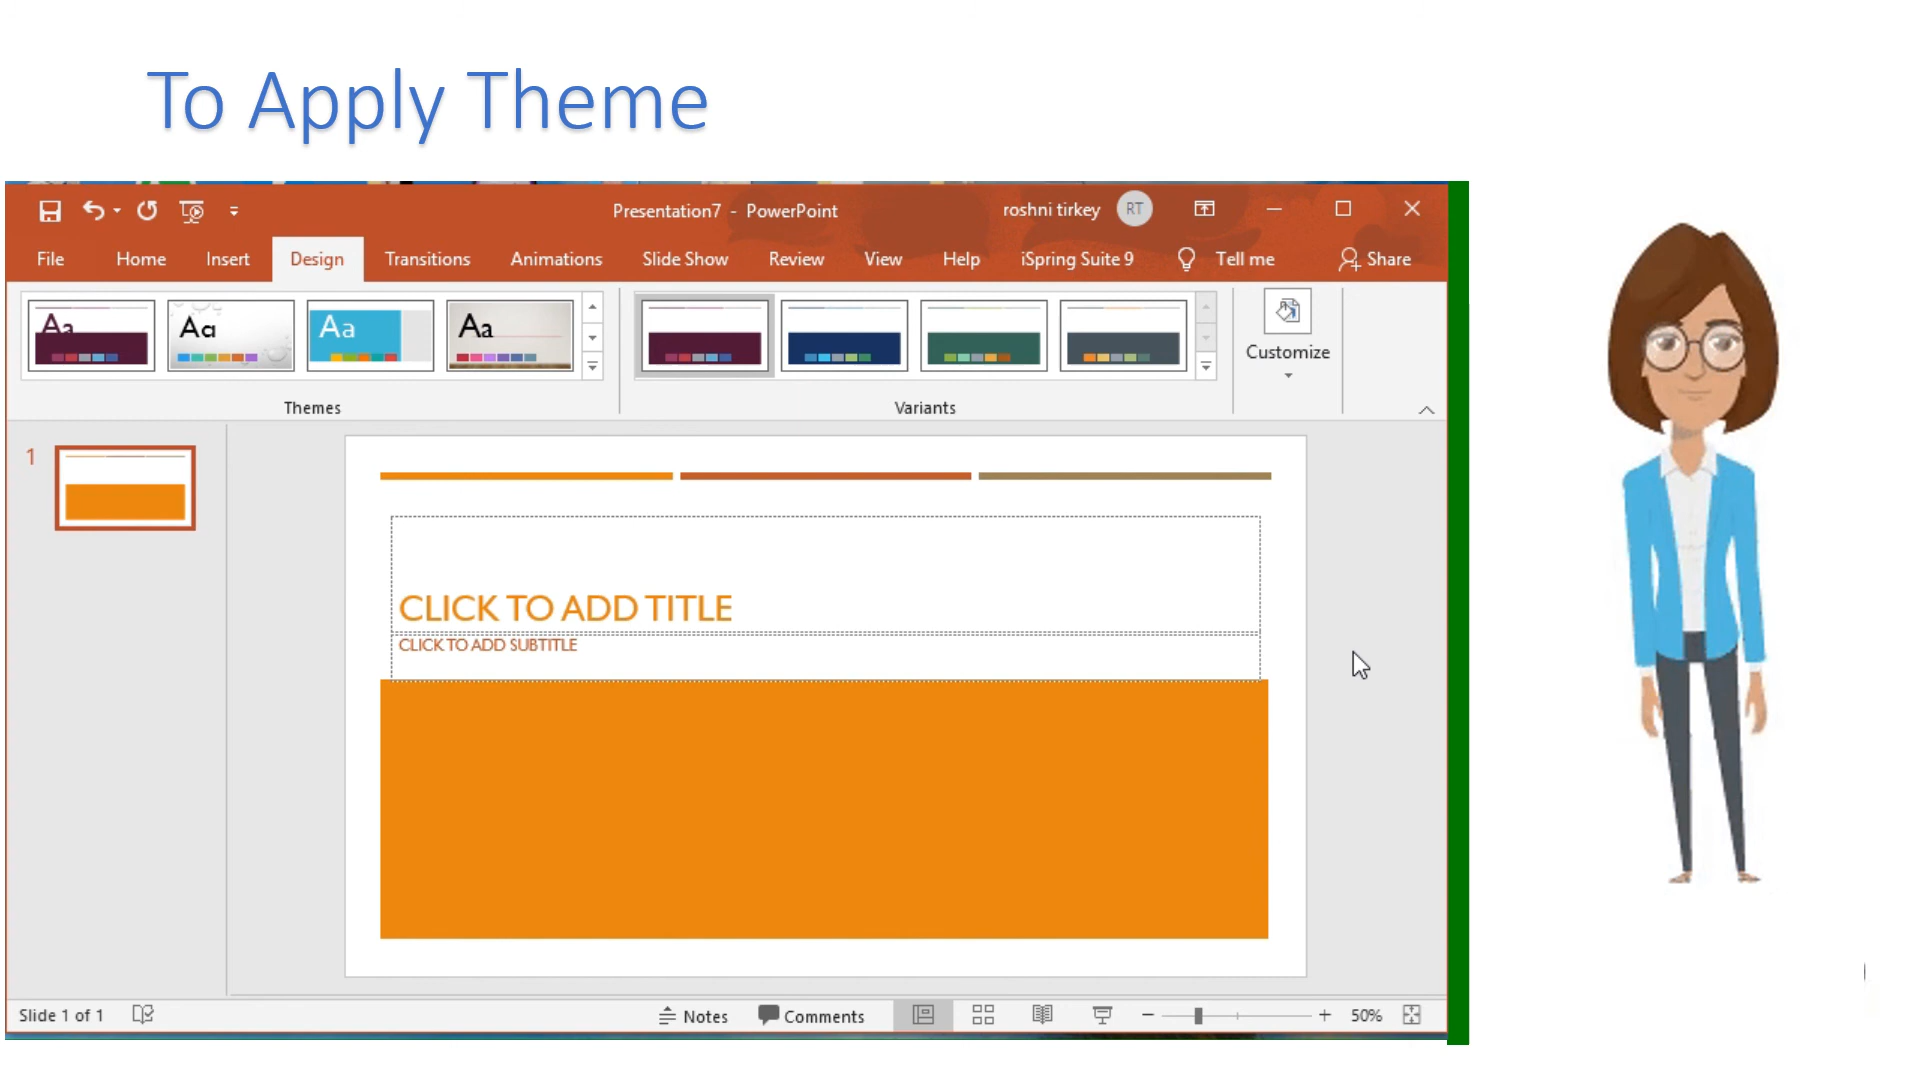 To Apply Theme
Presentation7 - PowerPoint
roshni tirkey RT
File Home Insert Design Transitions Animations Slide Show Review View Help iSpring Suite 9 Tell me Share
Aa Aa Aa Aa
Customize
Themes Variants
1
CLICK TO ADD TITLE
CLICK TO ADD SUBTITLE
Slide 1 of 1 Notes Comments 50%